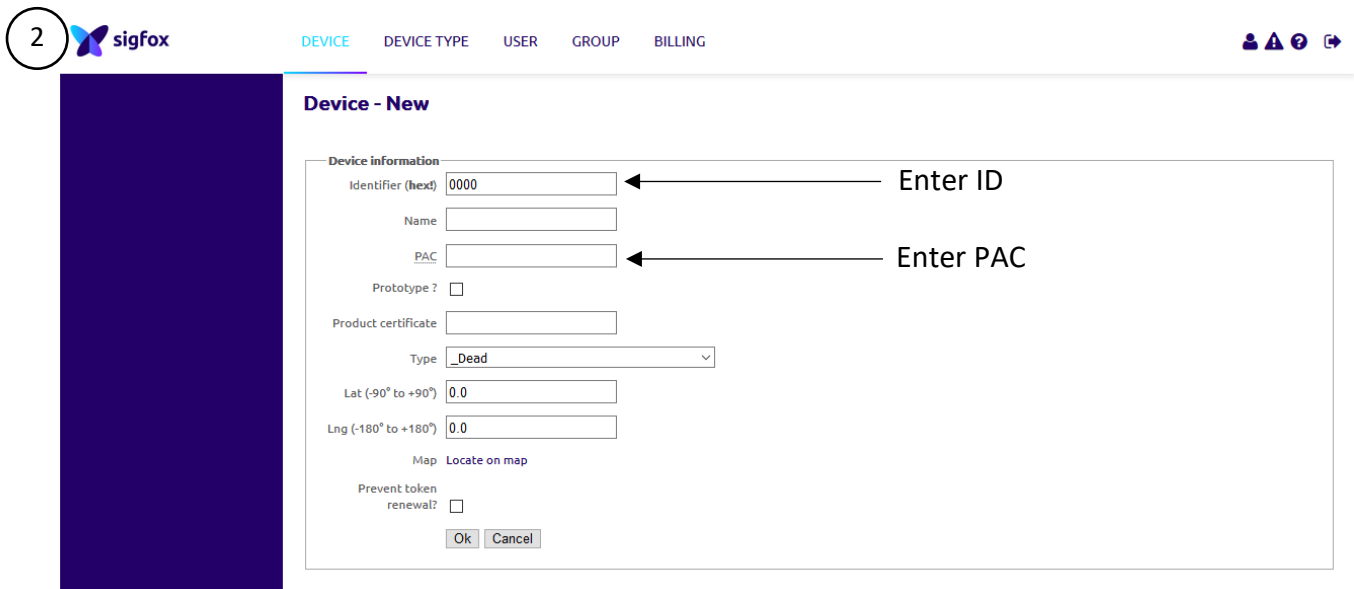 2
sigfox
DEVICE DEVICE TYPE USER GROUP BILLING
Device - New
Device information
Identifier (hex!) 0000
Enter ID
Name
PAC
Enter PAC
Prototype ?
Product certificate
Type _Dead
Lat (-90° to +90°) 0.0
Lng (-180° to +180°) 0.0
Map Locate on map
Prevent token
renewal?
Ok Cancel